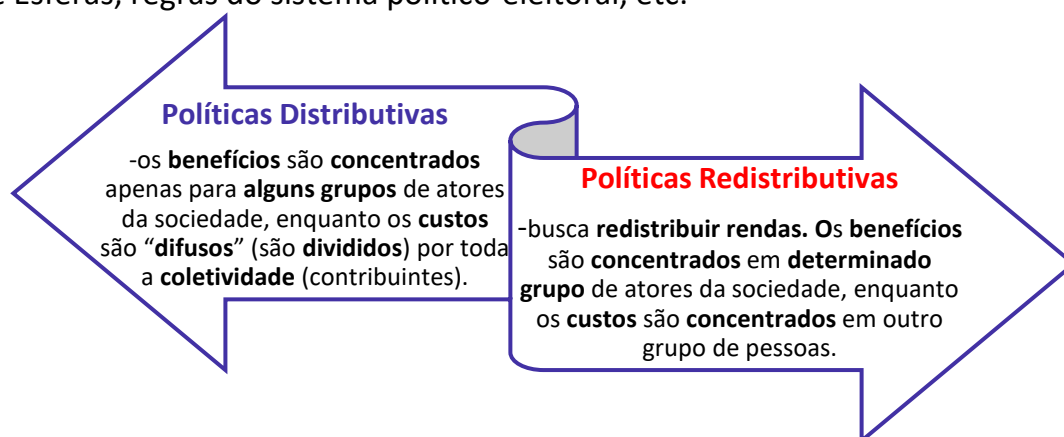 e Esferas, regras do sistema político-eleitoral, etc.
Políticas Distributivas
-os benefícios são concentrados
apenas para alguns grupos de atores
da sociedade, enquanto os custos
são “difusos” (são divididos) por toda
a coletividade (contribuintes).
Políticas Redistributivas
-busca redistribuir rendas. Os benefícios
são concentrados em determinado
grupo de atores da sociedade, enquanto
os custos são concentrados em outro
grupo de pessoas.